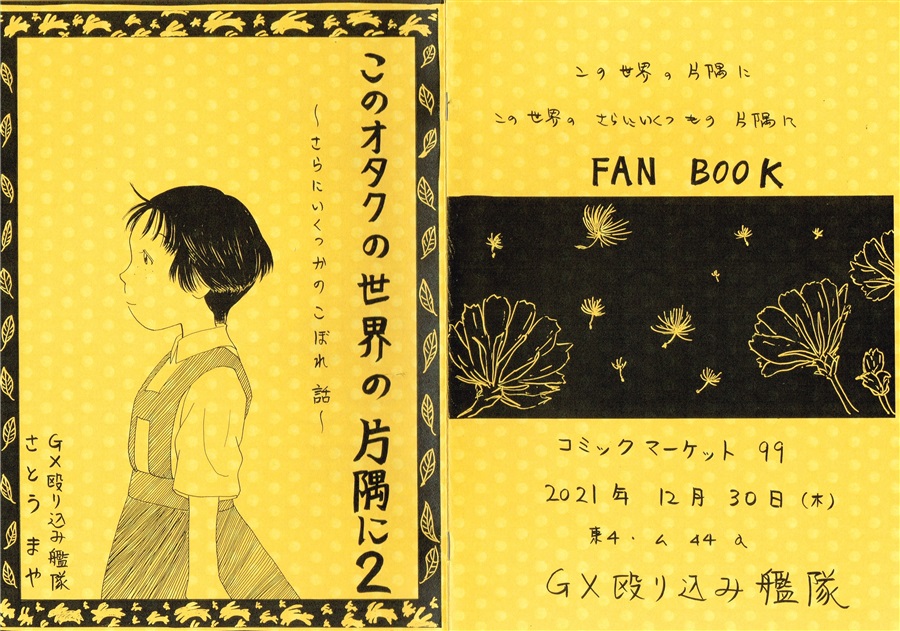 このオタクの世界の片隅に2
〜さらにいくつかのこぼれ話〜
GX殴り込み艦隊
さとうまや
この世界の片隅に
この世界の さらにいくつもの 片隅に
FAN BOOK
コミックマーケット 99
2021年 12月 30日(木)
東4・ム 44 a
GX殴り込み艦隊